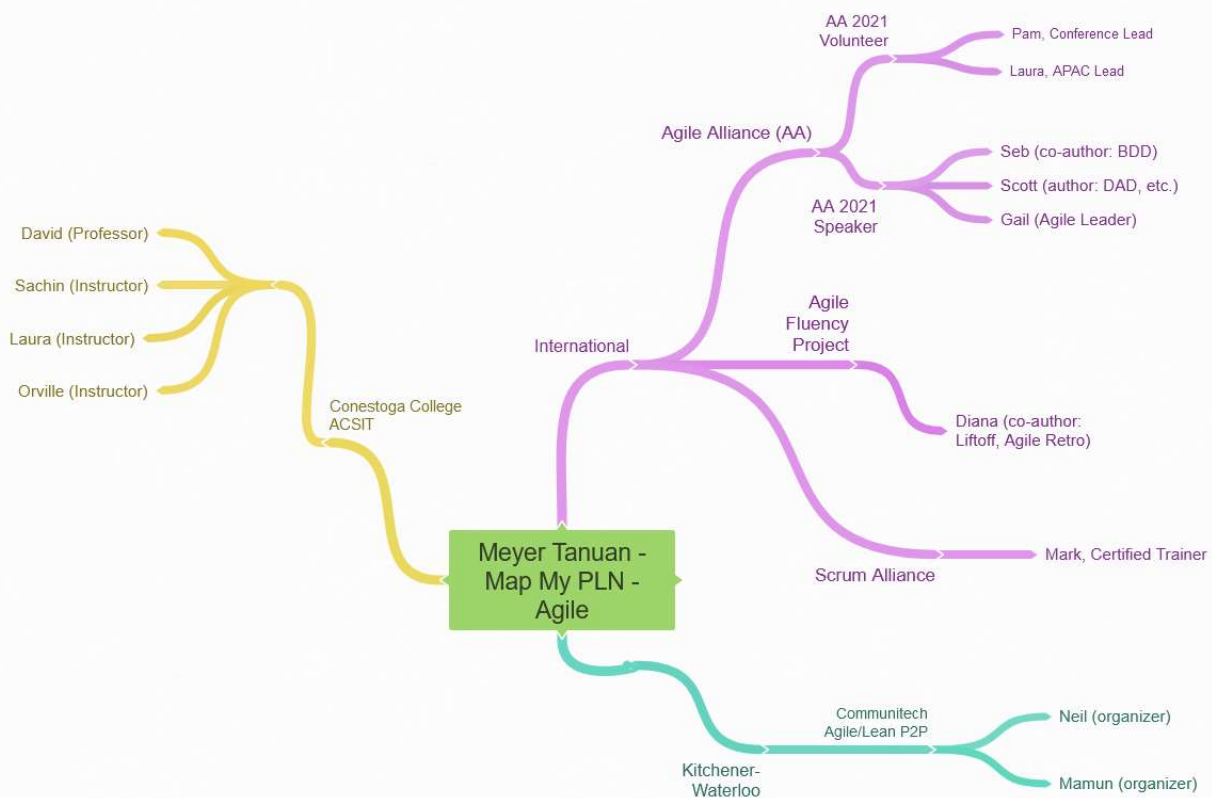 AA 2021
Volunteer
Pam, Conference Lead
Laura, APAC Lead
Agile Alliance (AA)
Seb (co-author: BDD)
Scott (author: DAD, etc.)
Gail (Agile Leader)
AA 2021
Speaker
David (Professor)
Sachin (Instructor)
Laura (Instructor)
Orville (Instructor)
Conestoga College
ACSIT
International
Agile
Fluency
Project
Diana (co-author:
Liftoff, Agile Retro)
Meyer Tanuan -
Map My PLN -
Agile
Scrum Alliance
Mark, Certified Trainer
Kitchener-
Waterloo
Communitech
Agile/Lean P2P
Neil (organizer)
Mamun (organizer)